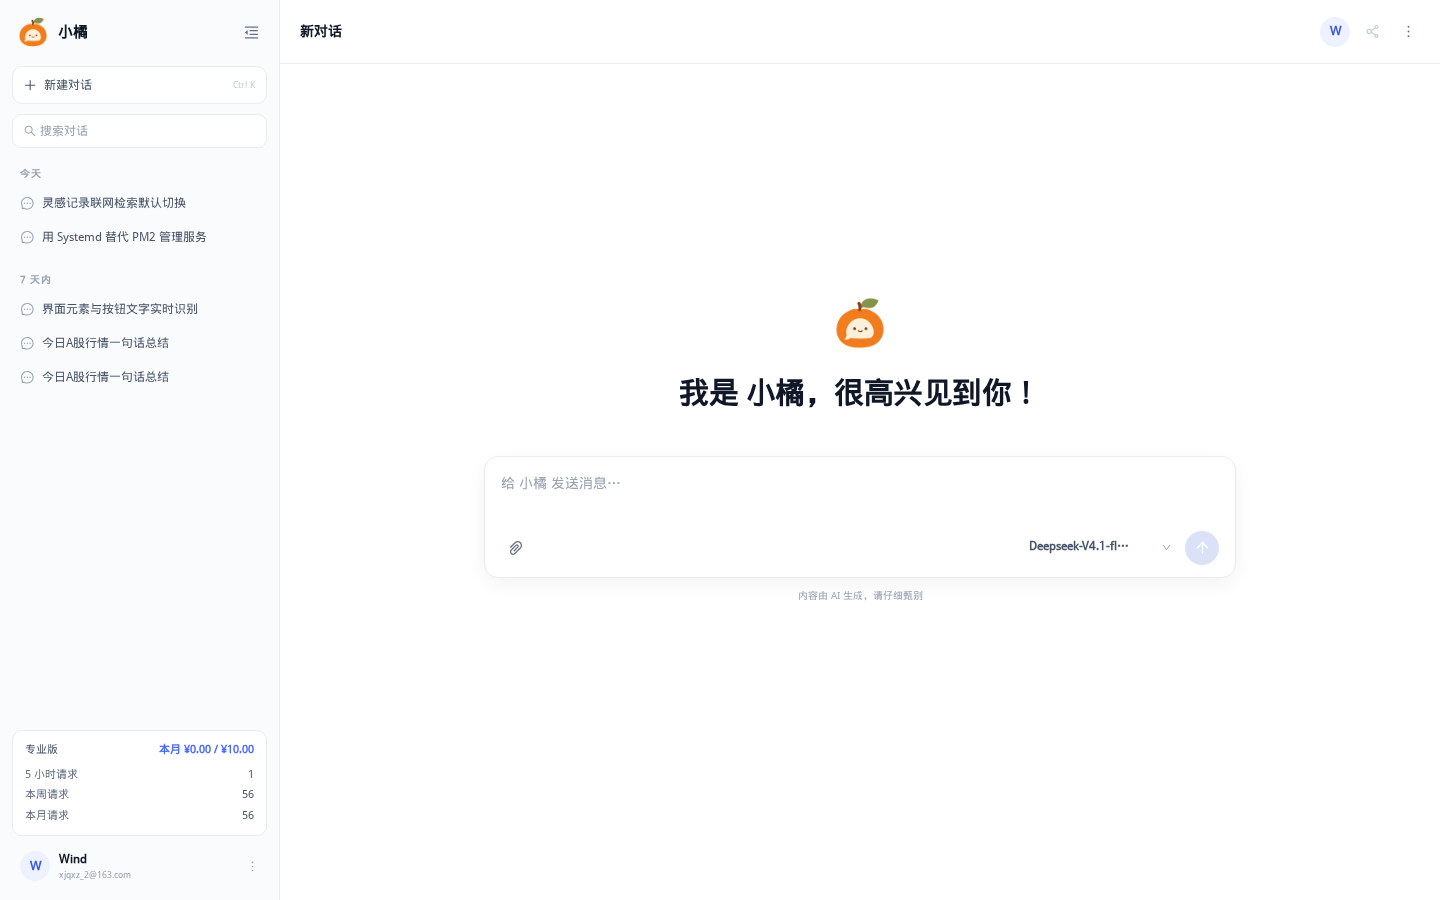 小橘
新建对话 Ctrl K
搜索对话
今天
灵感记录联网检索默认切换
用 Systemd 替代 PM2 管理服务
7 天内
界面元素与按钮文字实时识别
今日A股行情一句话总结
今日A股行情一句话总结
专业版 本月 ¥0.00 / ¥10.00
5 小时请求 1
本周请求 56
本月请求 56
W Wind
xjqxz_2@163.com
新对话 W
我是 小橘，很高兴见到你！
给 小橘 发送消息…
Deepseek-V4.1-fl…
内容由 AI 生成，请仔细甄别